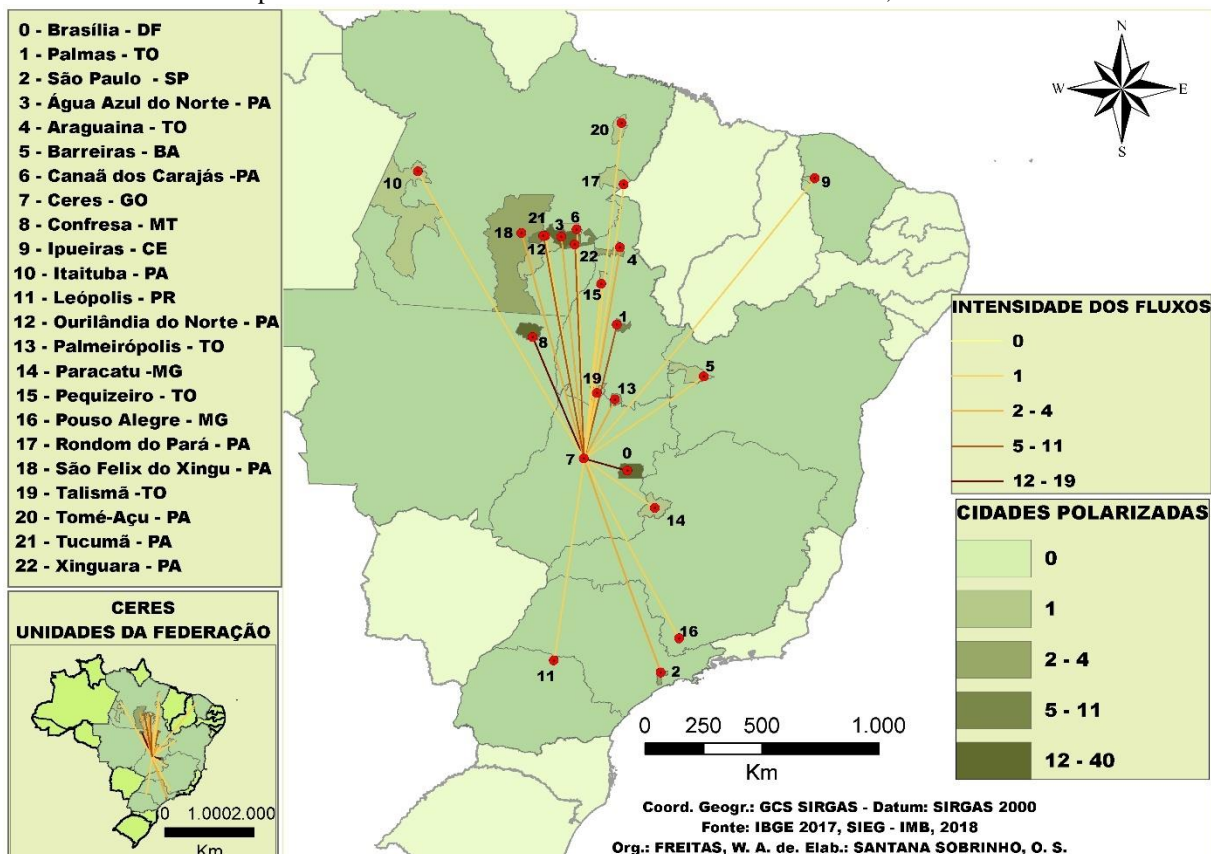 0 - Brasília - DF
1 - Palmas - TO
2 - São Paulo - SP
3 - Água Azul do Norte - PA
4 - Araguaina - TO
5 - Barreiras - BA
6 - Canaã dos Carajás -PA
7 - Ceres - GO
8 - Confresa - MT
9 - Ipueiras - CE
10 - Itaituba - PA
11 - Leópolis - PR
12 - Ourilândia do Norte - PA
13 - Palmeirópolis - TO
14 - Paracatu -MG
15 - Pequizeiro - TO
16 - Pouso Alegre - MG
17 - Rondom do Pará - PA
18 - São Felix do Xingu - PA
19 - Talismã -TO
20 - Tomé-Açu - PA
21 - Tucumã - PA
22 - Xinguara - PA
CERES
UNIDADES DA FEDERAÇÃO
0 1.0002.000
Km
N
W E
S
20
17
10
9
21 3 6
18
12 22 4
15
1
8
5
19
13
0
7
14
16
11
2
0 250 500 1.000
Km
INTENSIDADE DOS FLUXOS
0
1
2 - 4
5 - 11
12 - 19
CIDADES POLARIZADAS
0
1
2 - 4
5 - 11
12 - 40
Coord. Geogr.: GCS SIRGAS - Datum: SIRGAS 2000
Fonte: IBGE 2017, SIEG - IMB, 2018
Org.: FREITAS, W. A. de. Elab.: SANTANA SOBRINHO, O. S.